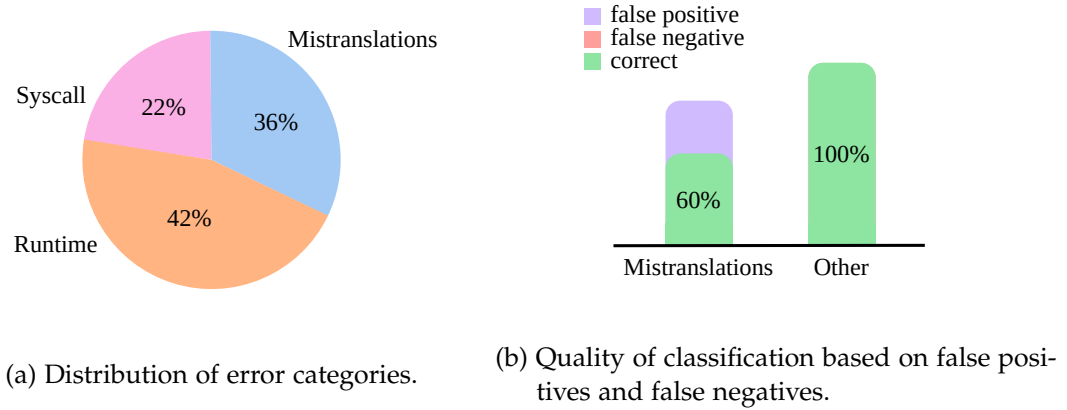 Mistranslations
Syscall
22%
36%
42%
Runtime
(a) Distribution of error categories.
false positive
false negative
correct
60%
100%
Mistranslations
Other
(b) Quality of classification based on false posi-
tives and false negatives.